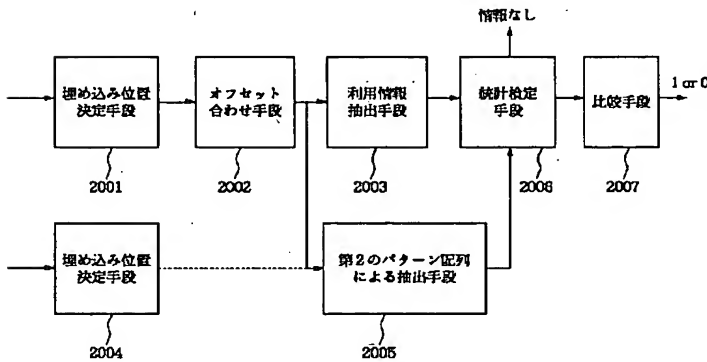 情報なし
埋め込み位置
決定手段
オフセット
合わせ手段
利用情報
抽出手段
統計検定
手段
比較手段
1 or 0
2001
2002
2003
2006
2007
埋め込み位置
決定手段
第2のパターン配列
による抽出手段
2004
2005